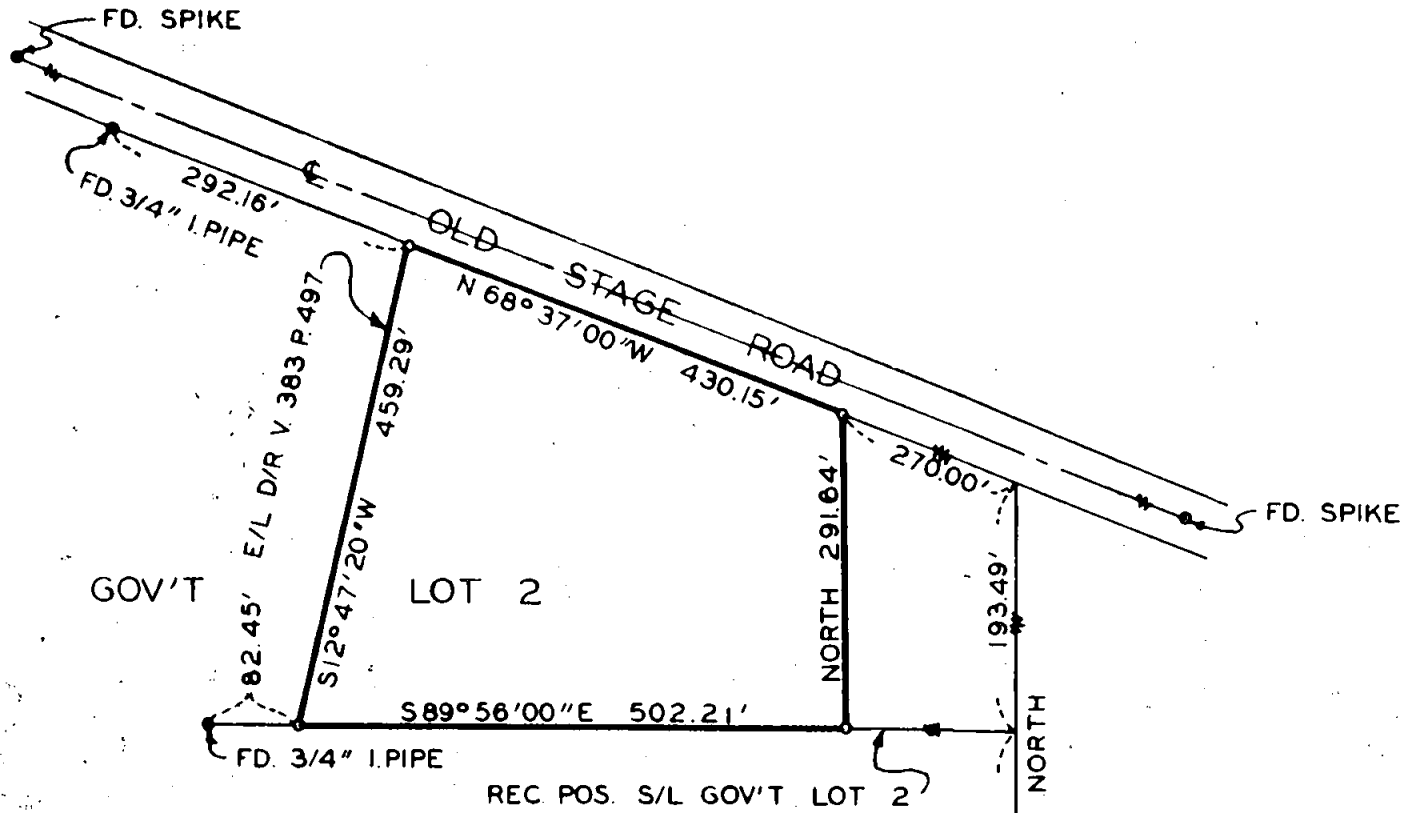 FD. SPIKE
FD. 3/4" I.PIPE
292.16'
℄
OLD STAGE ROAD
N 68° 37' 00" W 430.15'
270.00'
FD. SPIKE
82.45' E/L D/R V. 383 P. 497
S 12° 47' 20" W 459.29'
NORTH 291.64'
193.49'
NORTH
GOV'T LOT 2
S 89° 56' 00" E 502.21'
FD. 3/4" I.PIPE
REC. POS. S/L GOV'T LOT 2